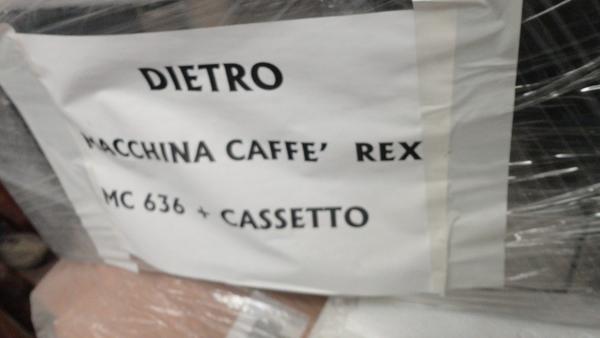 DIETRO
MACCHINA CAFFE' REX
MC 636 + CASSETTO